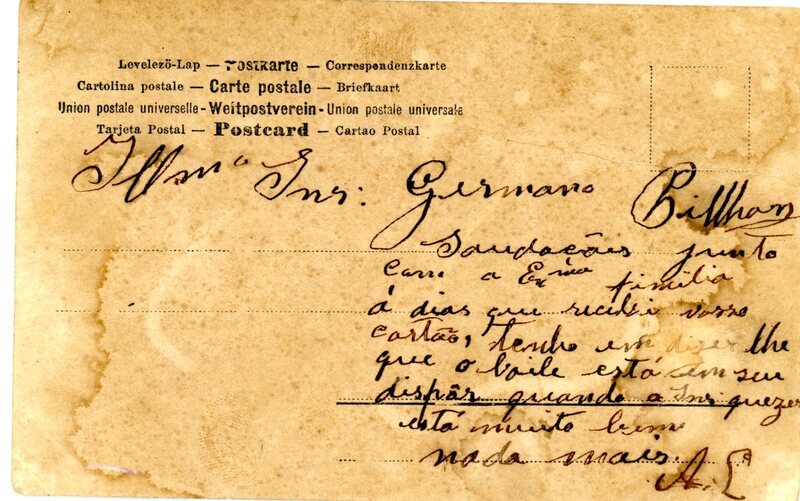 Levelező-Lap — Postkarte — Correspondenzkarte
Cartolina postale — Carte postale — Briefkaart
Union postale universelle - Weltpostverein - Union postale universale
Tarjeta Postal — Postcard — Cartao Postal
Illmo Snr: Germano
Saudações junto
com a Exma familia
á dias que recibi vosso
cartão, tenho em dizer lhe
que o baile está em seu
dispôr quando o Snr quezer
está muito bem
nada mais.